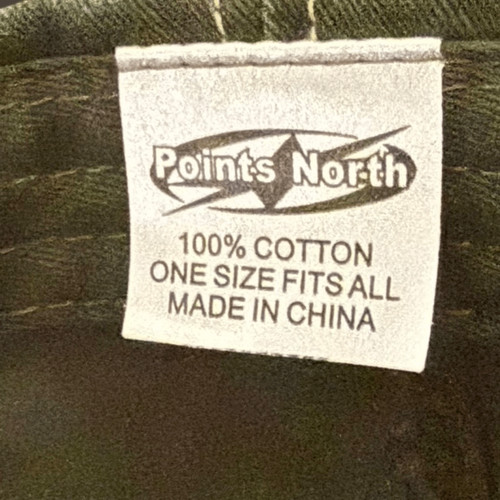 Points North
100% COTTON
ONE SIZE FITS ALL
MADE IN CHINA